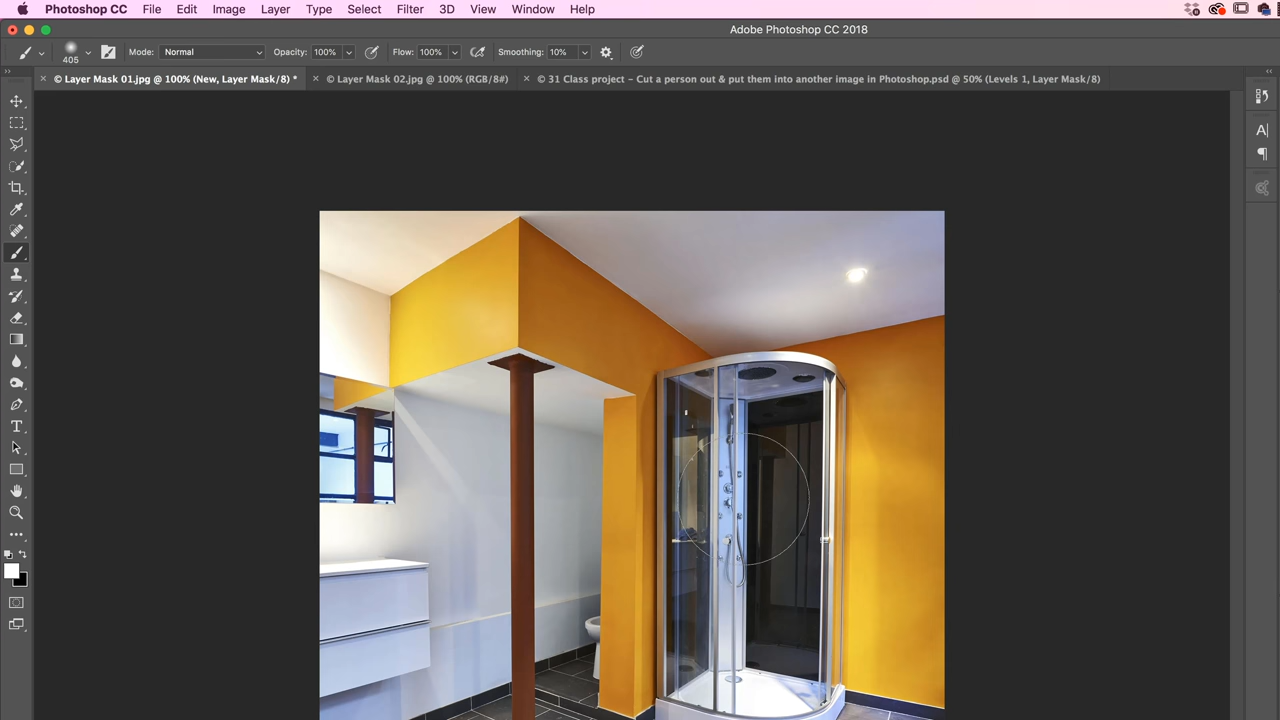 Photoshop CC File Edit Image Layer Type Select Filter 3D View Window Help
Adobe Photoshop CC 2018
405 Mode: Normal Opacity: 100% Flow: 100% Smoothing: 10%
× © Layer Mask 01.jpg @ 100% (New, Layer Mask/8) * × © Layer Mask 02.jpg @ 100% (RGB/8#) × © 31 Class project - Cut a person out & put them into another image in Photoshop.psd @ 50% (Levels 1, Layer Mask/8)